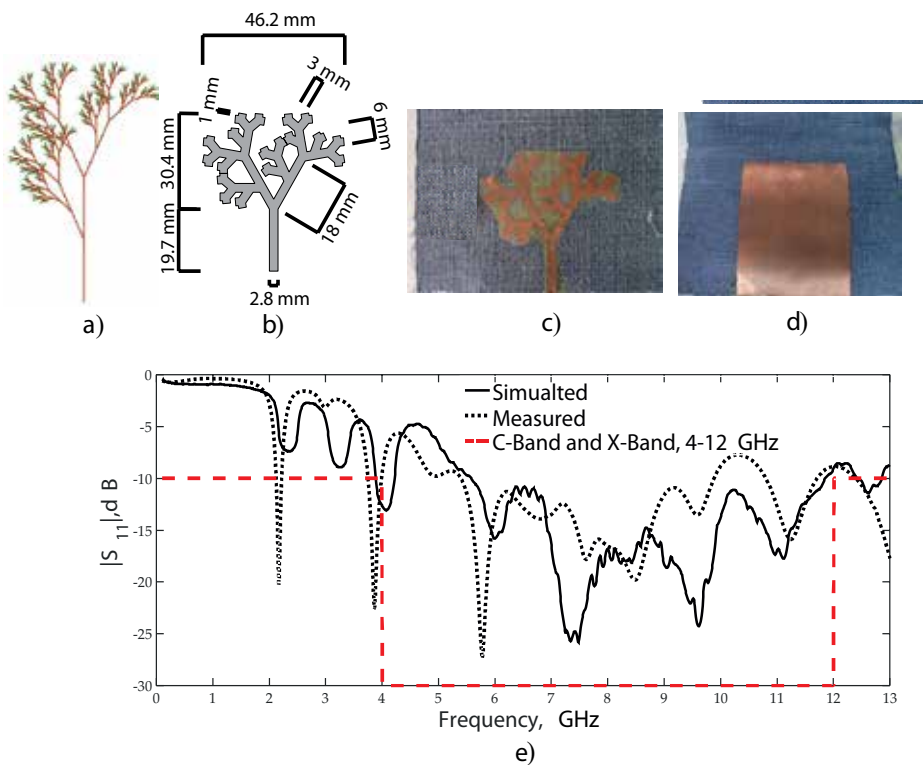 46.2 mm
3 mm
1 mm
6 mm
30.4 mm
19.7 mm
18 mm
2.8 mm
a)
b)
c)
d)
0
-5
-10
-15
-20
-25
-30
|S 11|,d B
Simualted
Measured
C-Band and X-Band, 4-12 GHz
0 1 2 3 4 5 6 7 8 9 10 11 12 13
Frequency, GHz
e)